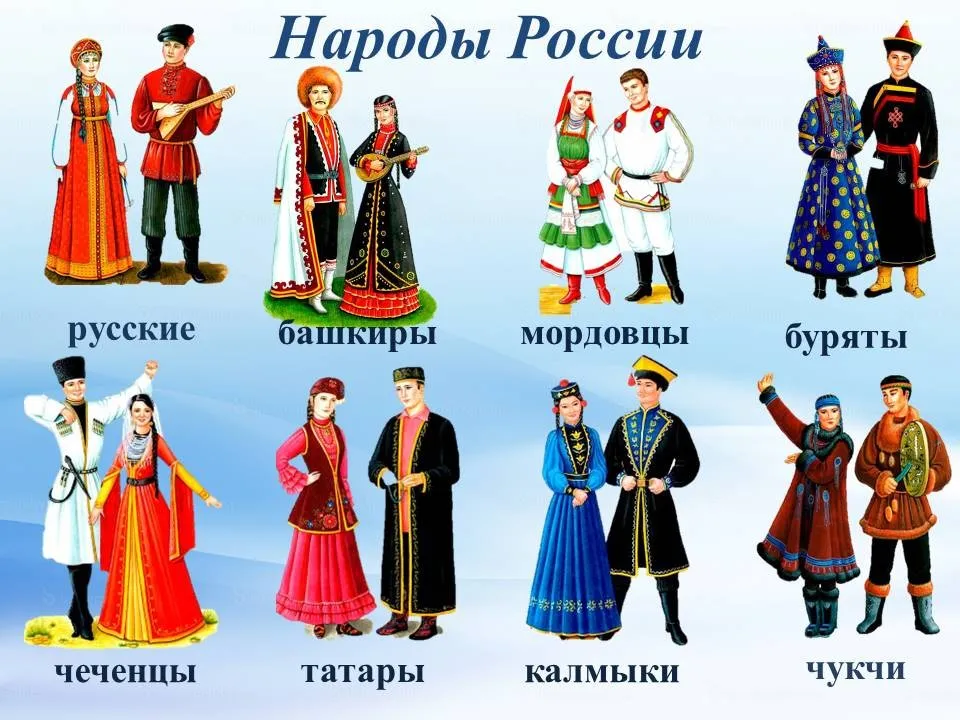 Народы России
русские
башкиры
мордовцы
буряты
чеченцы
татары
калмыки
чукчи